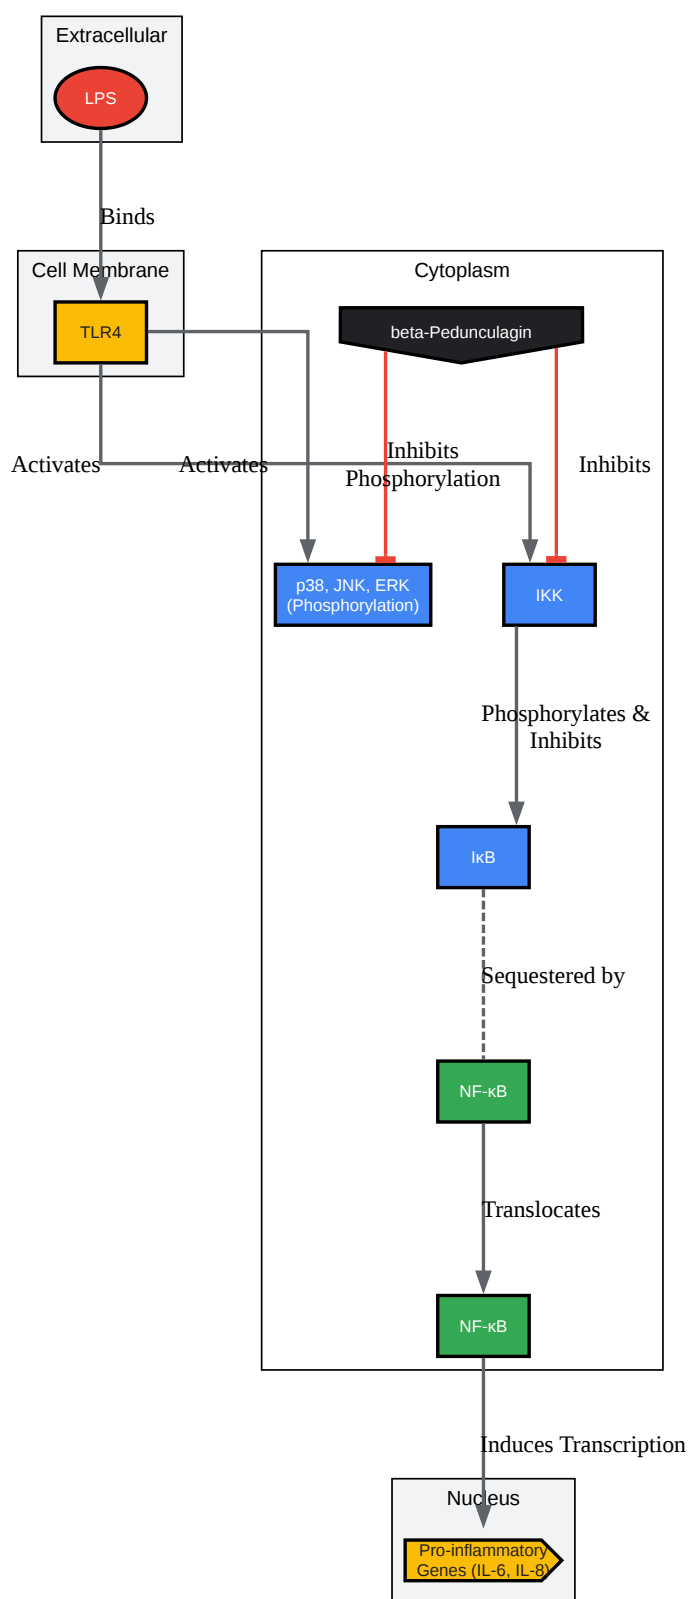 Extracellular
LPS
Binds
Cell Membrane
TLR4
Cytoplasm
beta-Pedunculagin
Activates
Activates
Inhibits
Phosphorylation
Inhibits
p38, JNK, ERK
(Phosphorylation)
IKK
Phosphorylates &
Inhibits
IκB
Sequestered by
NF-κB
Translocates
NF-κB
Induces Transcription
Nucleus
Pro-inflammatory
Genes (IL-6, IL-8)